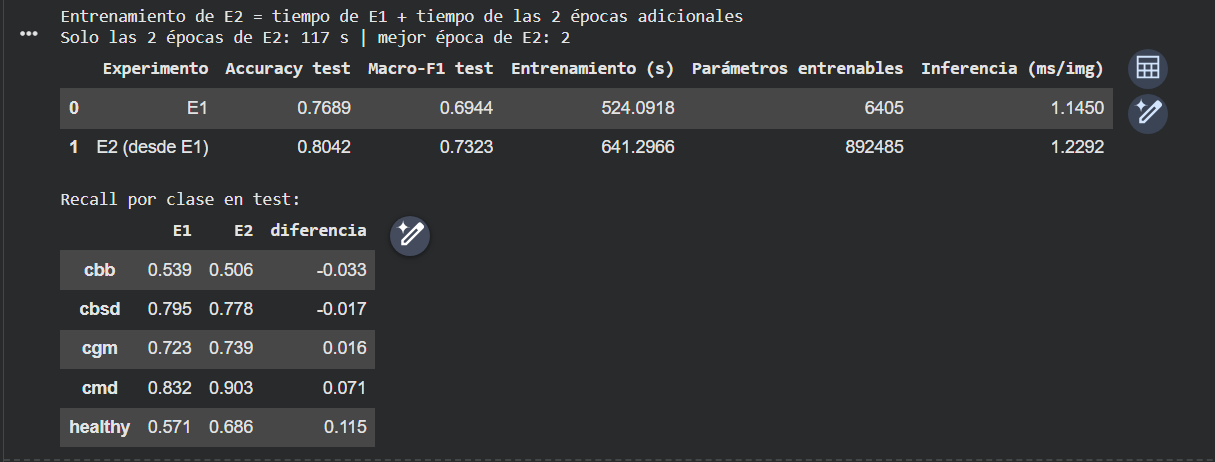 Entrenamiento de E2 = tiempo de E1 + tiempo de las 2 épocas adicionales
Solo las 2 épocas de E2: 117 s | mejor época de E2: 2
Experimento Accuracy test Macro-F1 test Entrenamiento (s) Parámetros entrenables Inferencia (ms/img)
0 E1 0.7689 0.6944 524.0918 6405 1.1450
1 E2 (desde E1) 0.8042 0.7323 641.2966 892485 1.2292
Recall por clase en test:
E1 E2 diferencia
cbb 0.539 0.506 -0.033
cbsd 0.795 0.778 -0.017
cgm 0.723 0.739 0.016
cmd 0.832 0.903 0.071
healthy 0.571 0.686 0.115